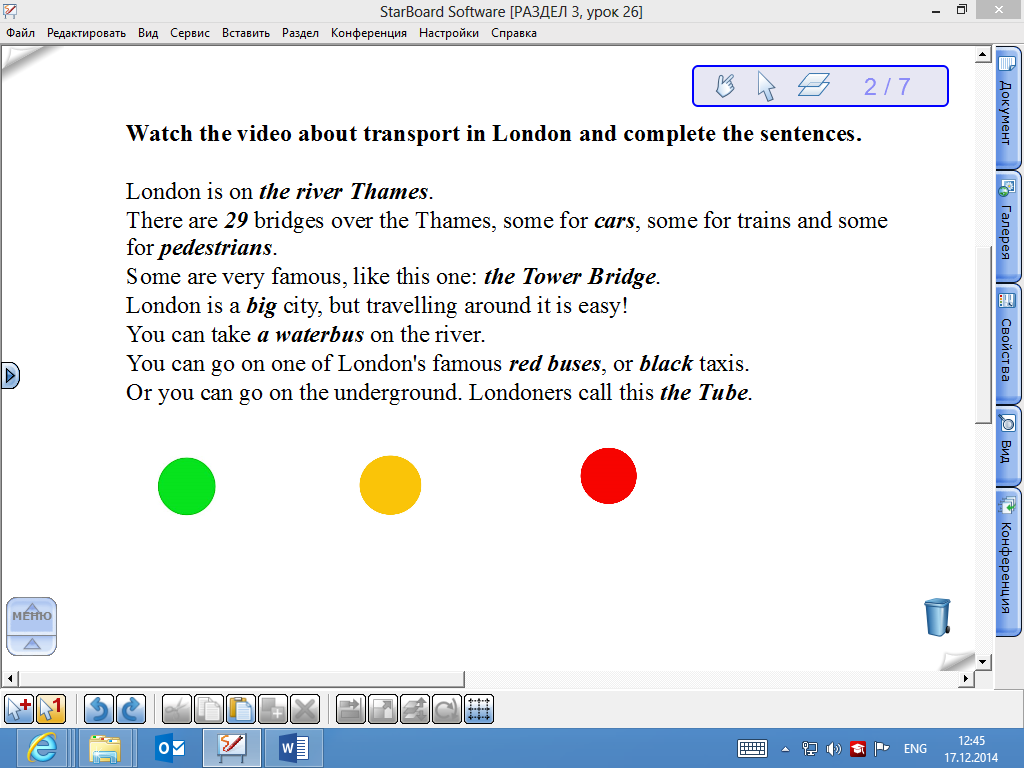 StarBoard Software [РАЗДЕЛ 3, урок 26]
Файл Редактировать Вид Сервис Вставить Раздел Конференция Настройки Справка
2 / 7
Watch the video about transport in London and complete the sentences.
London is on the river Thames.
There are 29 bridges over the Thames, some for cars, some for trains and some
for pedestrians.
Some are very famous, like this one: the Tower Bridge.
London is a big city, but travelling around it is easy!
You can take a waterbus on the river.
You can go on one of London's famous red buses, or black taxis.
Or you can go on the underground. Londoners call this the Tube.
Документ
Галерея
Свойства
Вид
Конференция
МЕНЮ
1
ENG
12:45
17.12.2014